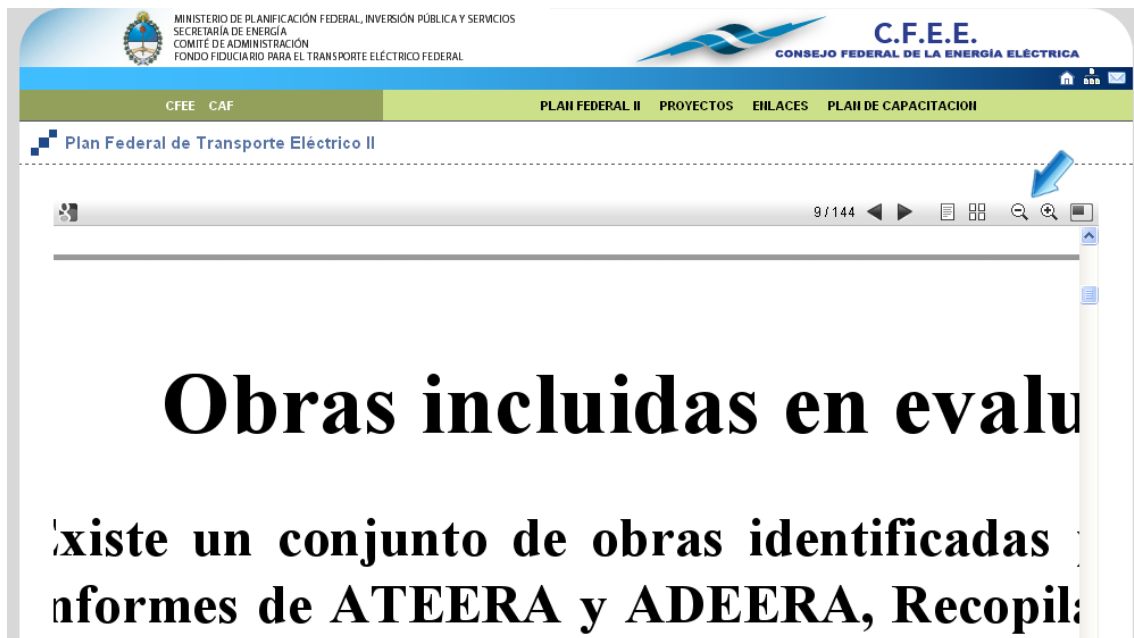 MINISTERIO DE PLANIFICACIÓN FEDERAL, INVERSIÓN PÚBLICA Y SERVICIOS
SECRETARÍA DE ENERGÍA
COMITÉ DE ADMINISTRACIÓN
FONDO FIDUCIARIO PARA EL TRANSPORTE ELÉCTRICO FEDERAL
C.F.E.E.
CONSEJO FEDERAL DE LA ENERGÍA ELÉCTRICA
CFEE CAF PLAN FEDERAL II PROYECTOS ENLACES PLAN DE CAPACITACION
Plan Federal de Transporte Eléctrico II
9 / 144
Obras incluidas en evalu
xiste un conjunto de obras identificadas
nformes de ATEERA y ADEERA, Recopila